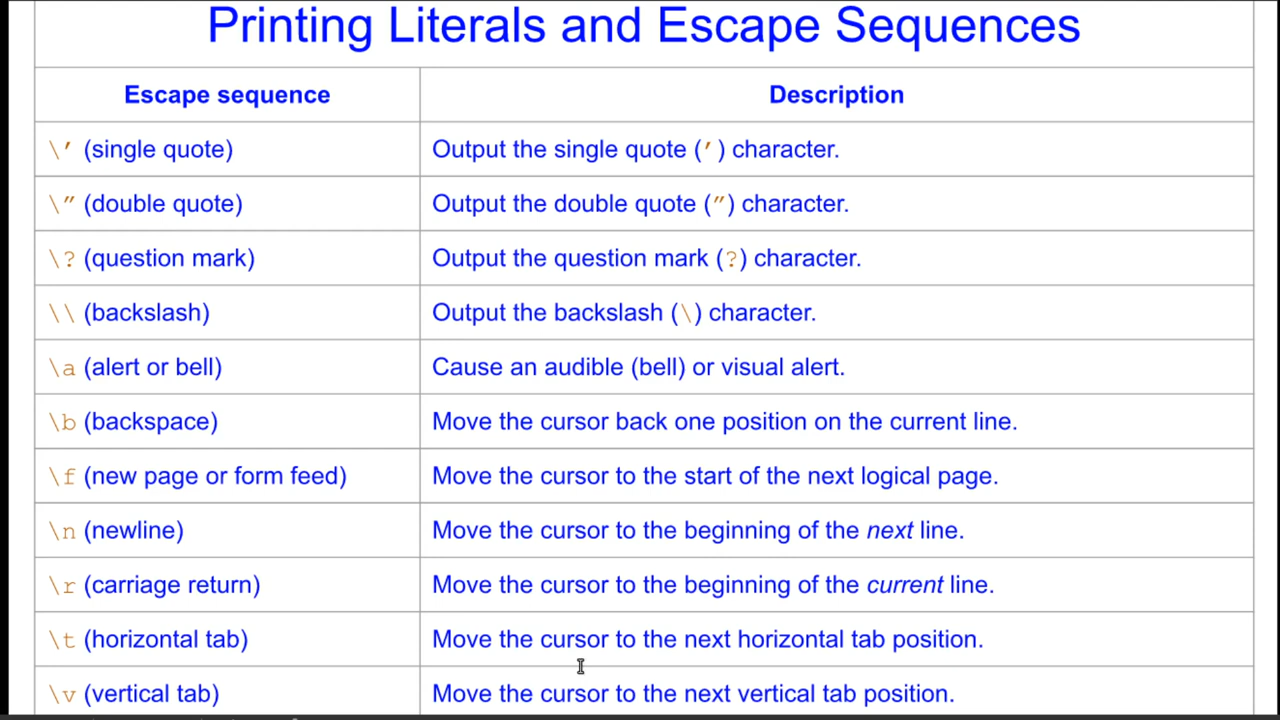 Printing Literals and Escape Sequences
Escape sequence Description
\' (single quote) Output the single quote (') character.
\” (double quote) Output the double quote (”) character.
\? (question mark) Output the question mark (?) character.
\\ (backslash) Output the backslash (\) character.
\a (alert or bell) Cause an audible (bell) or visual alert.
\b (backspace) Move the cursor back one position on the current line.
\f (new page or form feed) Move the cursor to the start of the next logical page.
\n (newline) Move the cursor to the beginning of the next line.
\r (carriage return) Move the cursor to the beginning of the current line.
\t (horizontal tab) Move the cursor to the next horizontal tab position.
\v (vertical tab) Move the cursor to the next vertical tab position.